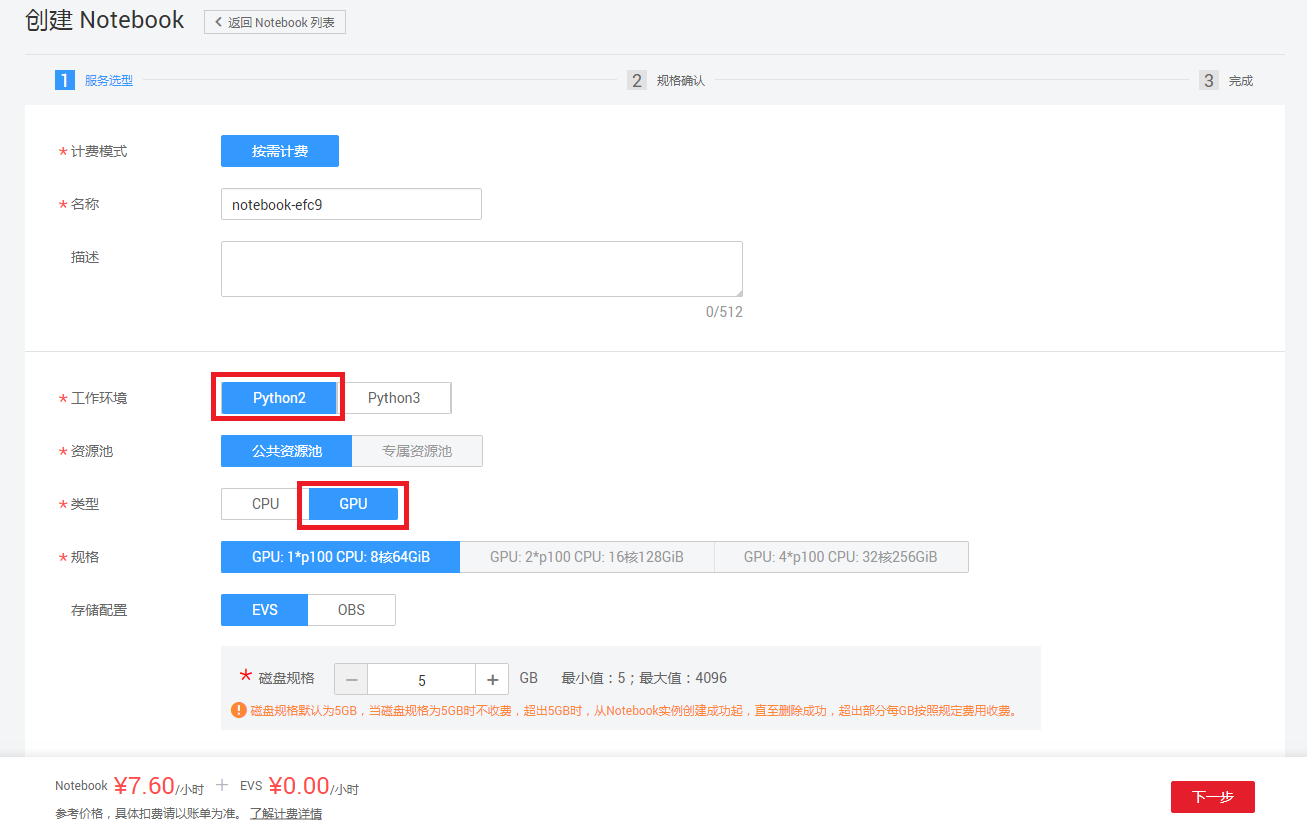 创建 Notebook
返回 Notebook 列表
1 服务选型 2 规格确认 3 完成
* 计费模式 按需计费
* 名称 notebook-efc9
描述
0/512
* 工作环境 Python2 Python3
* 资源池 公共资源池 专属资源池
* 类型 CPU GPU
* 规格 GPU: 1*p100 CPU: 8核64GiB GPU: 2*p100 CPU: 16核128GiB GPU: 4*p100 CPU: 32核256GiB
存储配置 EVS OBS
* 磁盘规格 − 5 + GB 最小值：5；最大值：4096
磁盘规格默认为5GB，当磁盘规格为5GB时不收费，超出5GB时，从Notebook实例创建成功起，直至删除成功，超出部分每GB按照规定费用收费。
Notebook ¥7.60/小时 + EVS ¥0.00/小时
参考价格，具体扣费请以账单为准。 了解计费详情
下一步